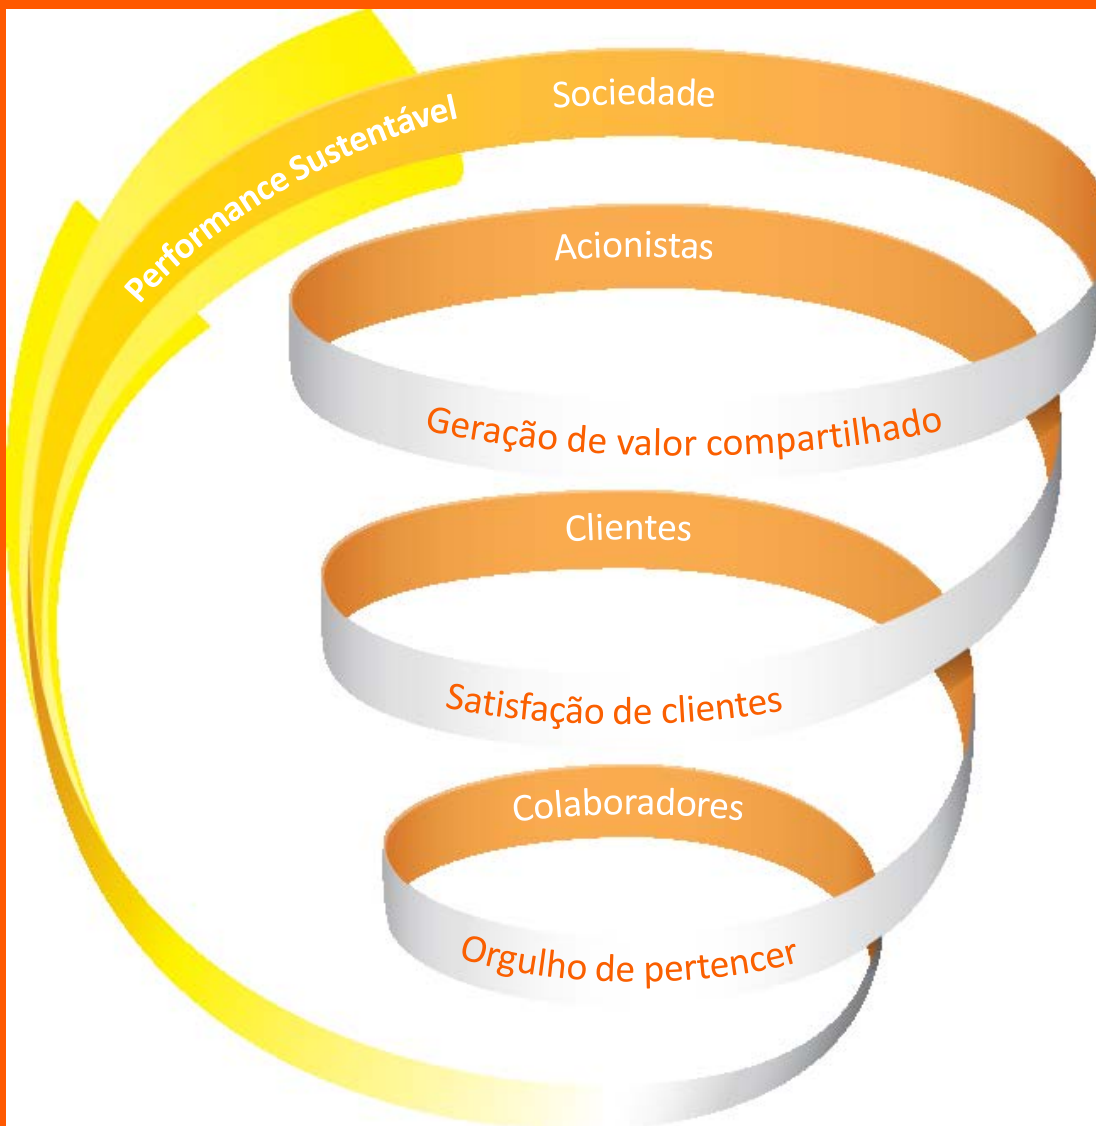 Sociedade
Performance Sustentável
Acionistas
Geração de valor compartilhado
Clientes
Satisfação de clientes
Colaboradores
Orgulho de pertencer